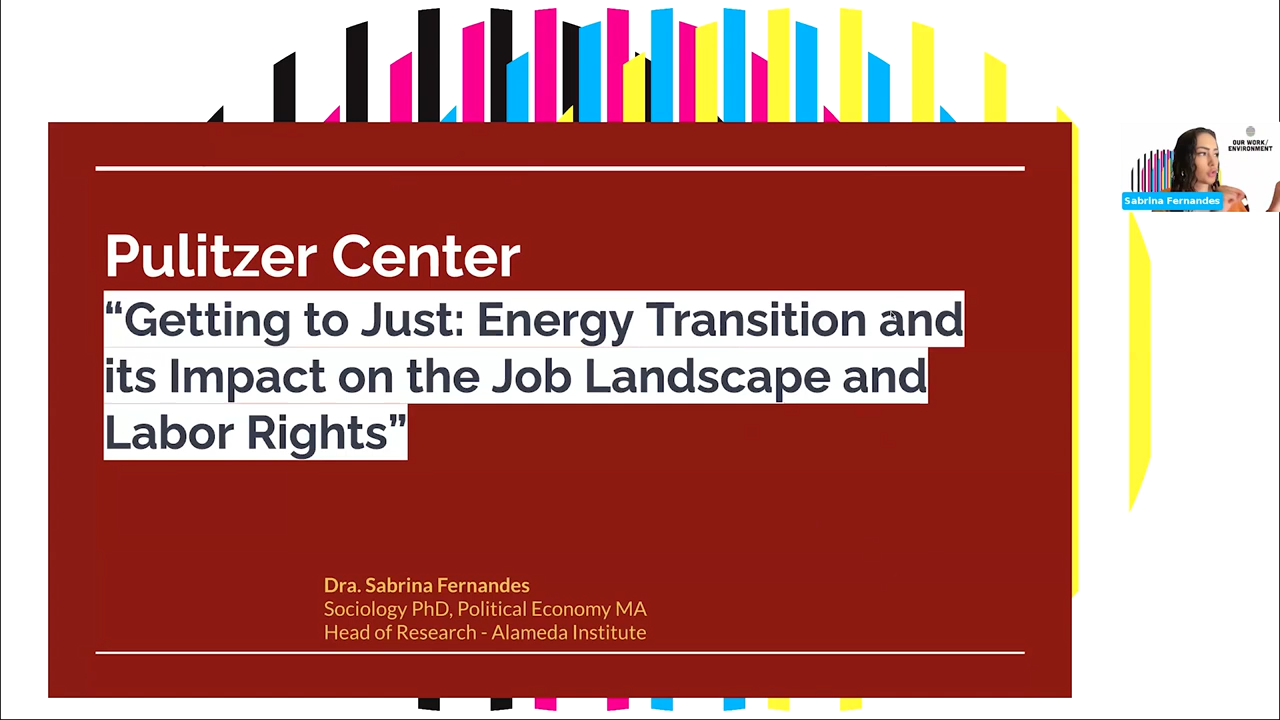 Pulitzer Center
“Getting to Just: Energy Transition and
its Impact on the Job Landscape and
Labor Rights”
Dra. Sabrina Fernandes
Sociology PhD, Political Economy MA
Head of Research - Alameda Institute
OUR WORK/
ENVIRONMENT
Sabrina Fernandes